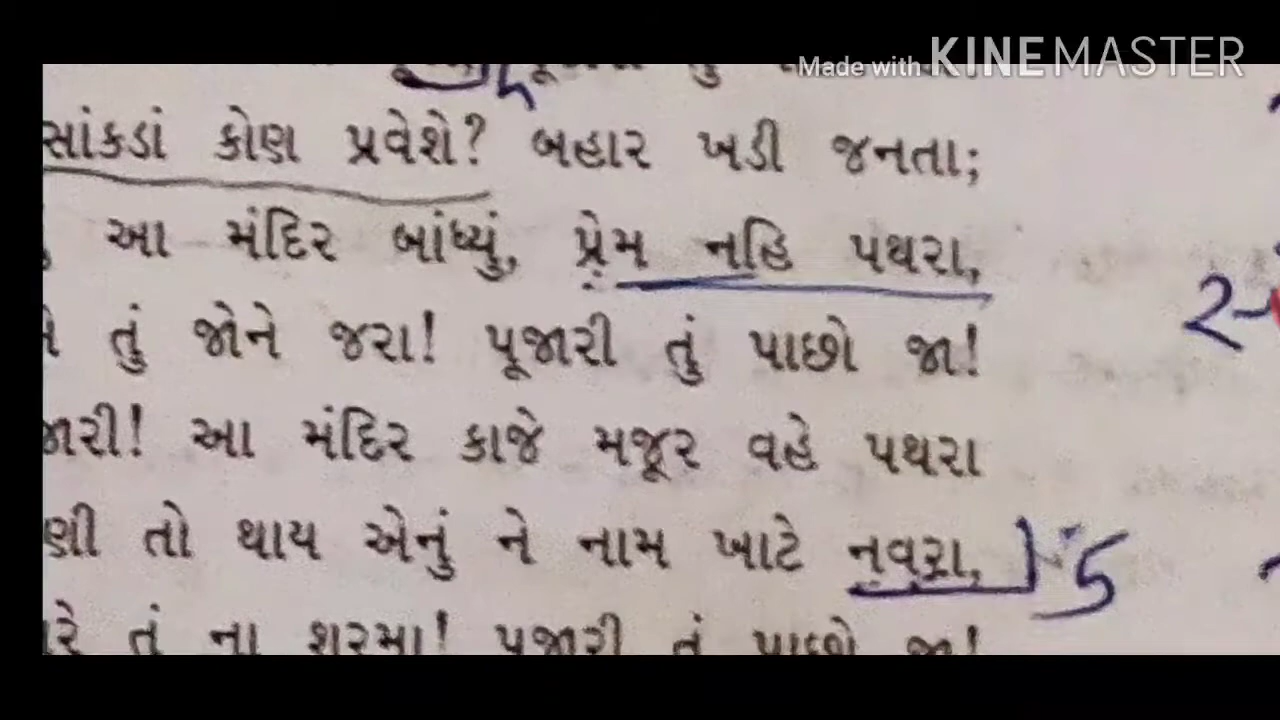 Made with KINEMASTER
સાંકડાં કોણ પ્રવેશે? બહાર ખડી જનતા;
આ મંદિર બાંધ્યું, પ્રેમ નહિ પથરા,
તું જોને જરા! પૂજારી તું પાછો જા!
આ મંદિર કાજે મજૂર વહે પથરા
તો થાય એનું ને નામ ખાટે નવરા,
તું ના શરમા! પૂજારી તું પાછો જા!